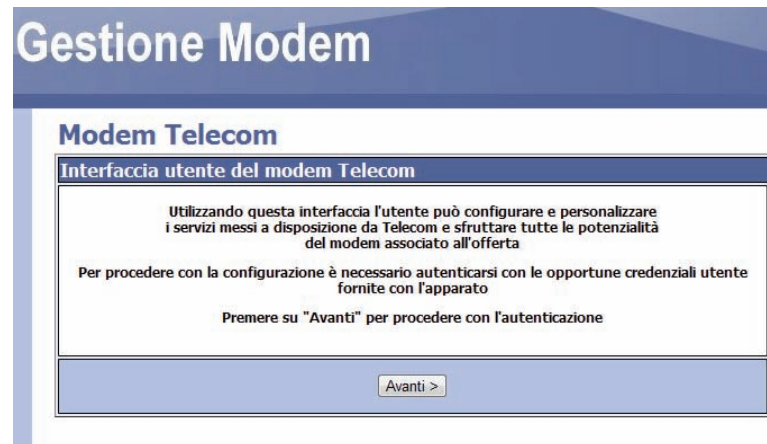 Gestione Modem
Modem Telecom
Interfaccia utente del modem Telecom
Utilizzando questa interfaccia l'utente può configurare e personalizzare
i servizi messi a disposizione da Telecom e sfruttare tutte le potenzialità
del modem associato all'offerta
Per procedere con la configurazione è necessario autenticarsi con le opportune credenziali utente
fornite con l'apparato
Premere su "Avanti" per procedere con l'autenticazione
Avanti >